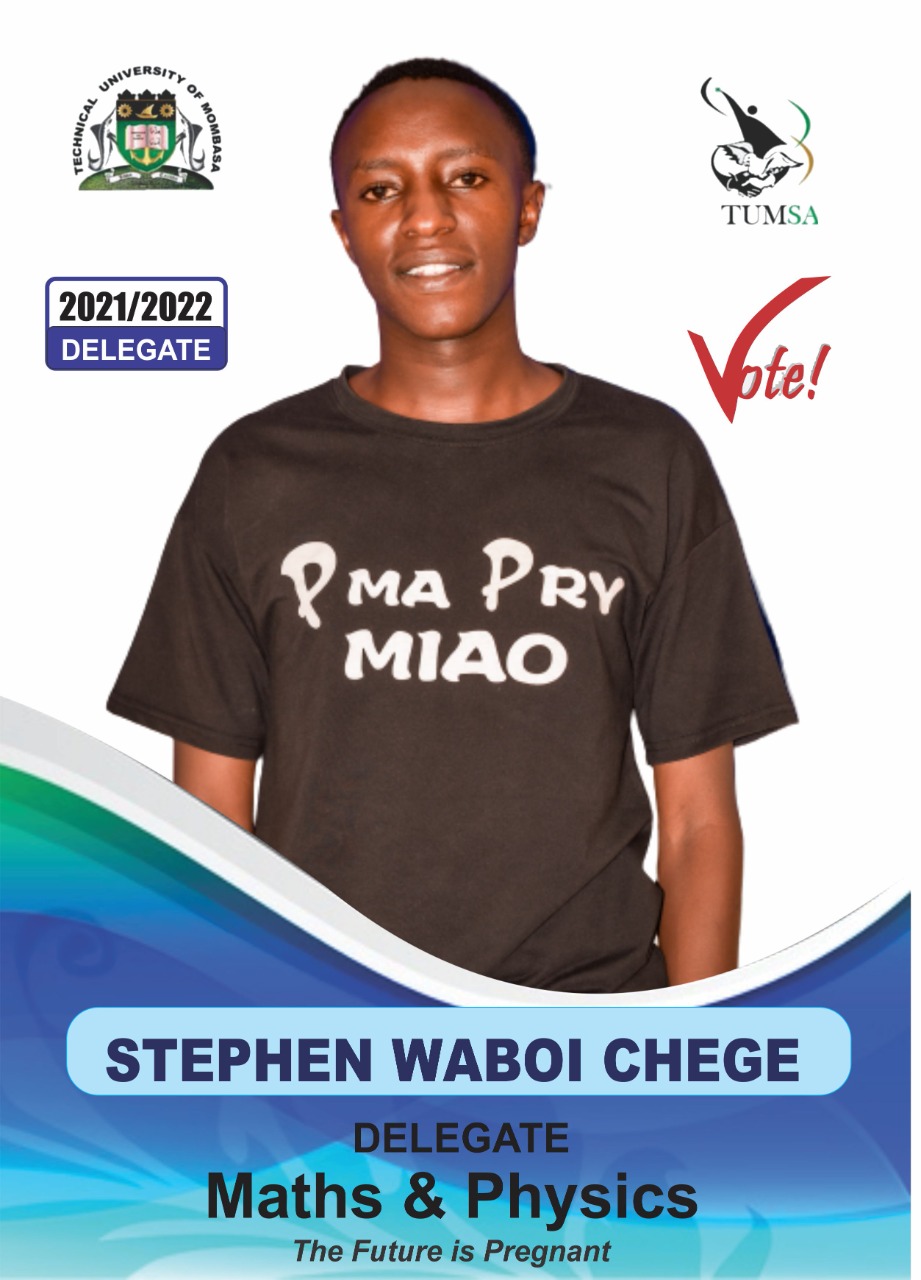 TECHNICAL UNIVERSITY OF MOMBASA
TUMSA
2021/2022
DELEGATE
Vote!
PMA PRY
MIAO
STEPHEN WABOI CHEGE
DELEGATE
Maths & Physics
The Future is Pregnant